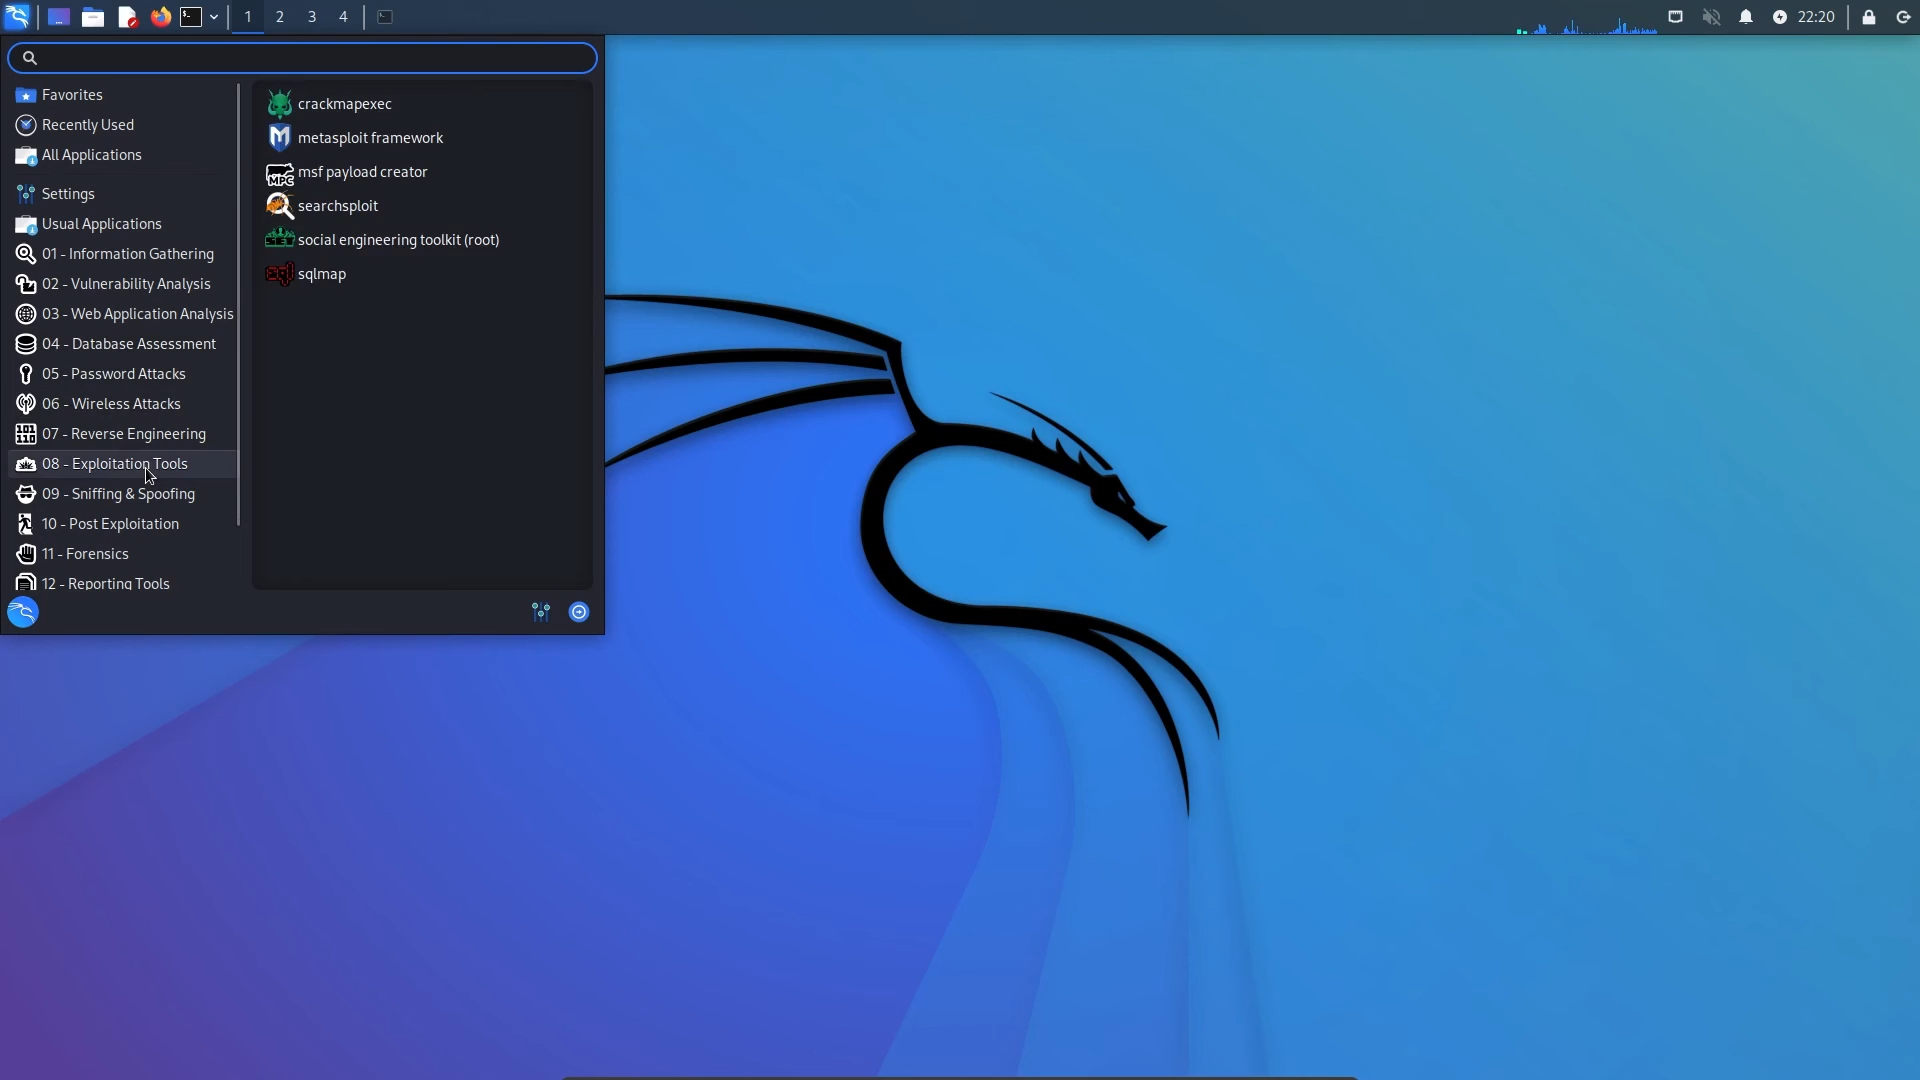 1 2 3 4
22:20
Favorites
Recently Used
All Applications
Settings
Usual Applications
01 - Information Gathering
02 - Vulnerability Analysis
03 - Web Application Analysis
04 - Database Assessment
05 - Password Attacks
06 - Wireless Attacks
07 - Reverse Engineering
08 - Exploitation Tools
09 - Sniffing & Spoofing
10 - Post Exploitation
11 - Forensics
12 - Reporting Tools
crackmapexec
metasploit framework
MPC
msf payload creator
searchsploit
SET
social engineering toolkit (root)
sql
sqlmap